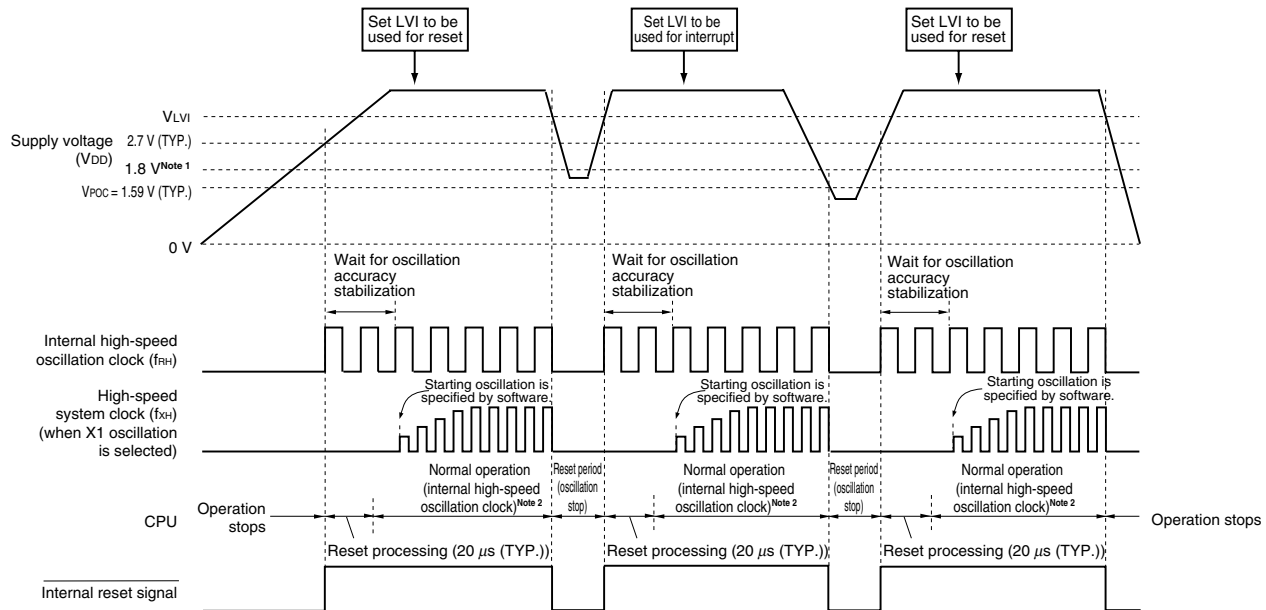 Set LVI to be
used for reset
Set LVI to be
used for interrupt
Set LVI to be
used for reset
VLVI
Supply voltage
(VDD)
2.7 V (TYP.)
1.8 V Note 1
VPOC = 1.59 V (TYP.)
0 V
Wait for oscillation
accuracy
stabilization
Wait for oscillation
accuracy
stabilization
Wait for oscillation
accuracy
stabilization
Internal high-speed
oscillation clock (fRH)
High-speed
system clock (fXH)
(when X1 oscillation
is selected)
Starting oscillation is
specified by software.
Starting oscillation is
specified by software.
Starting oscillation is
specified by software.
CPU
Operation
stops
Normal operation
(internal high-speed
oscillation clock)Note 2
Reset period
(oscillation
stop)
Normal operation
(internal high-speed
oscillation clock)Note 2
Reset period
(oscillation
stop)
Normal operation
(internal high-speed
oscillation clock)Note 2
Operation stops
Reset processing (20 μs (TYP.))
Reset processing (20 μs (TYP.))
Reset processing (20 μs (TYP.))
Internal reset signal